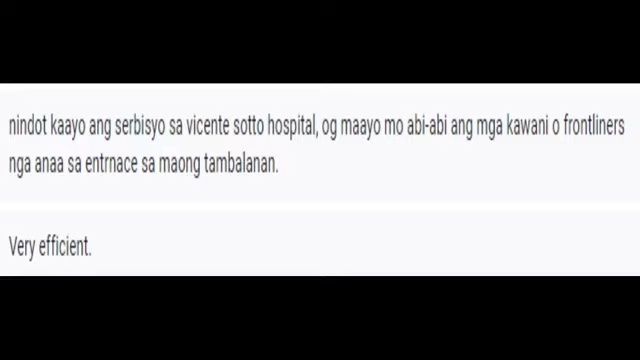 nindot kaayo ang serbisyo sa vicente sotto hospital, og maayo mo abi-abi ang mga kawani o frontliners
nga anaa sa entrnace sa maong tambalanan.
Very efficient.